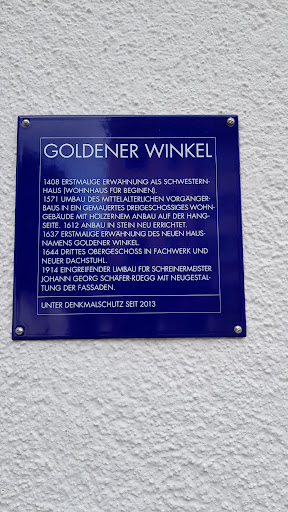 GOLDENER WINKEL
1408 ERSTMALIGE ERWÄHNUNG ALS SCHWESTERN-
HAUS (WOHNHAUS FÜR BEGINEN).
1571 UMBAU DES MITTELALTERLICHEN VORGÄNGER-
BAUS IN EIN GEMAUERTES DREIGESCHOSSIGES WOHN-
GEBÄUDE MIT HÖLZERNEM ANBAU AUF DER HANG-
SEITE. 1612 ANBAU IN STEIN NEU ERRICHTET.
1637 ERSTMALIGE ERWÄHNUNG DES NEUEN HAUS-
NAMENS GOLDENER WINKEL.
1644 DRITTES OBERGESCHOSS IN FACHWERK UND
NEUER DACHSTUHL.
1914 EINGREIFENDER UMBAU FÜR SCHREINERMEISTER
JOHANN GEORG SCHÄFER-RÜEGG MIT NEUGESTAL-
TUNG DER FASSADEN.
UNTER DENKMALSCHUTZ SEIT 2013